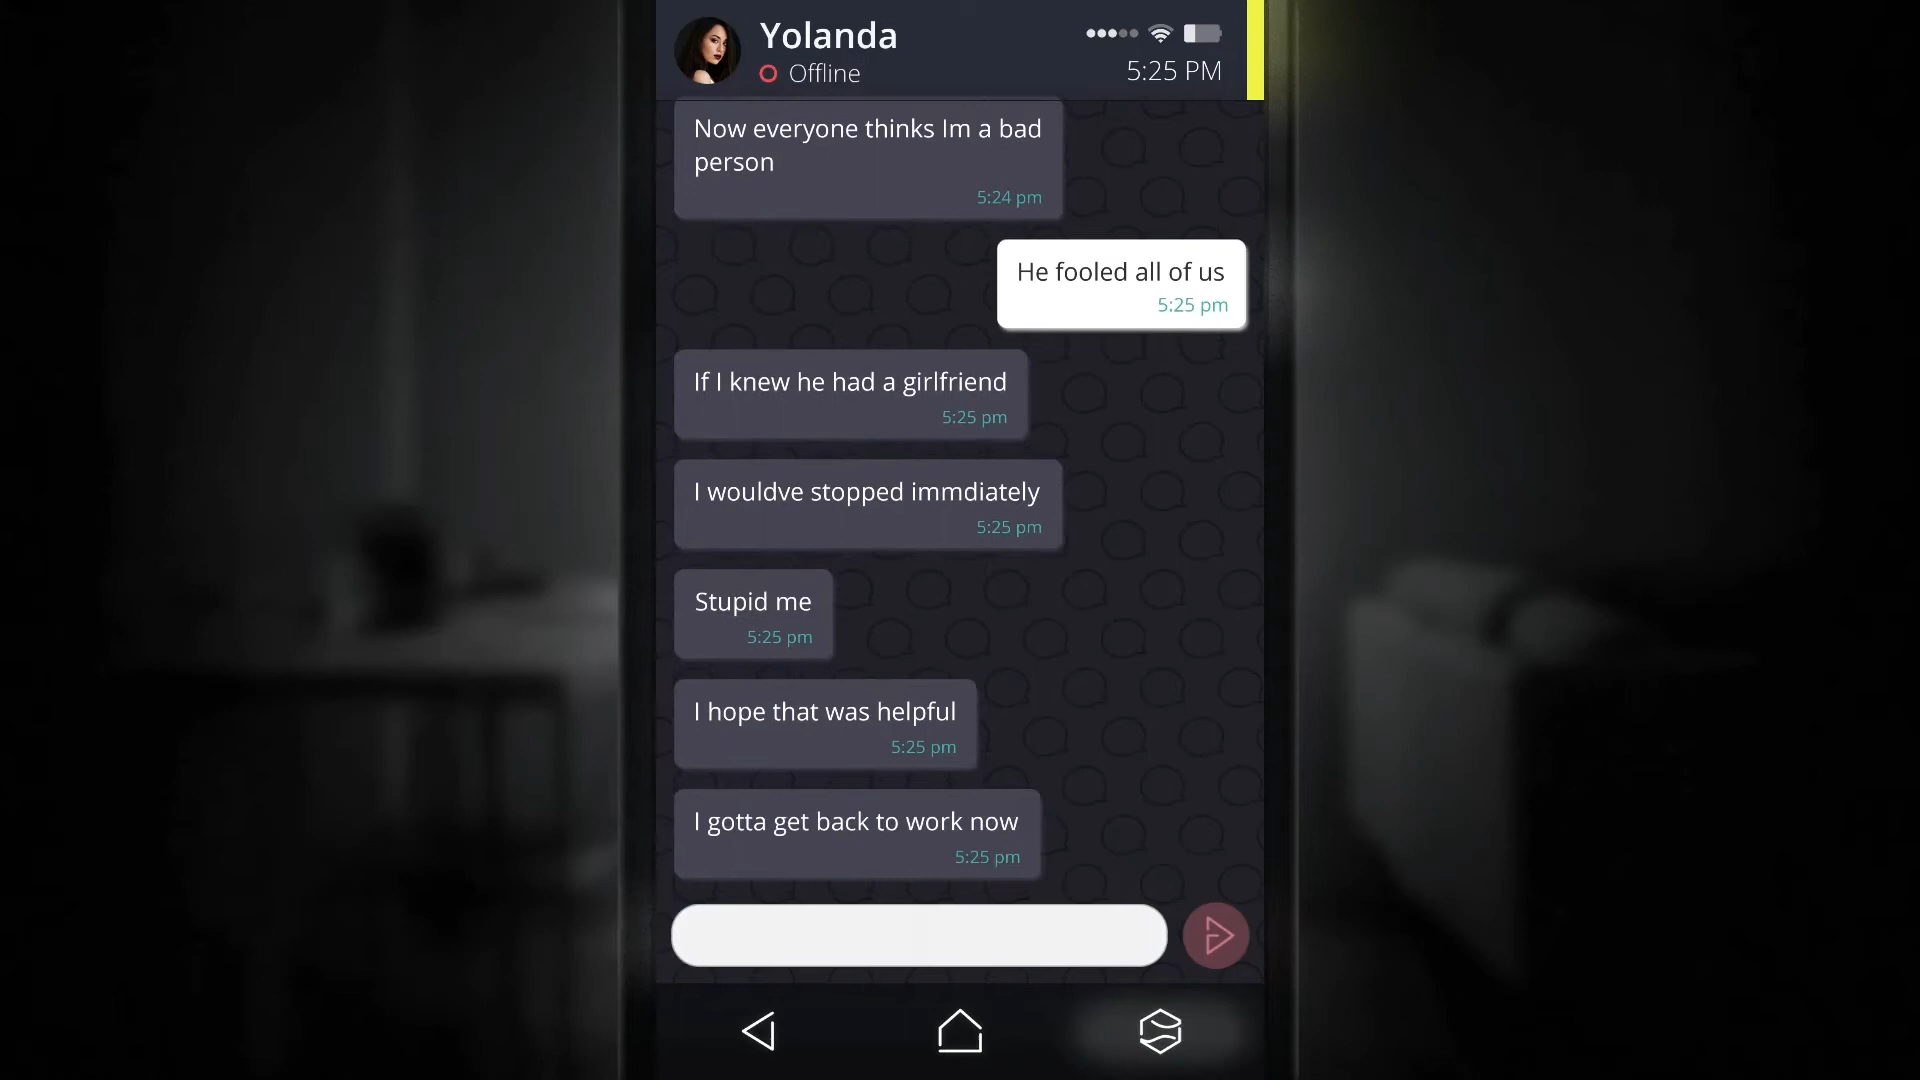 Yolanda
Offline
5:25 PM
Now everyone thinks Im a bad
person
5:24 pm
He fooled all of us
5:25 pm
If I knew he had a girlfriend
5:25 pm
I wouldve stopped immdiately
5:25 pm
Stupid me
5:25 pm
I hope that was helpful
5:25 pm
I gotta get back to work now
5:25 pm